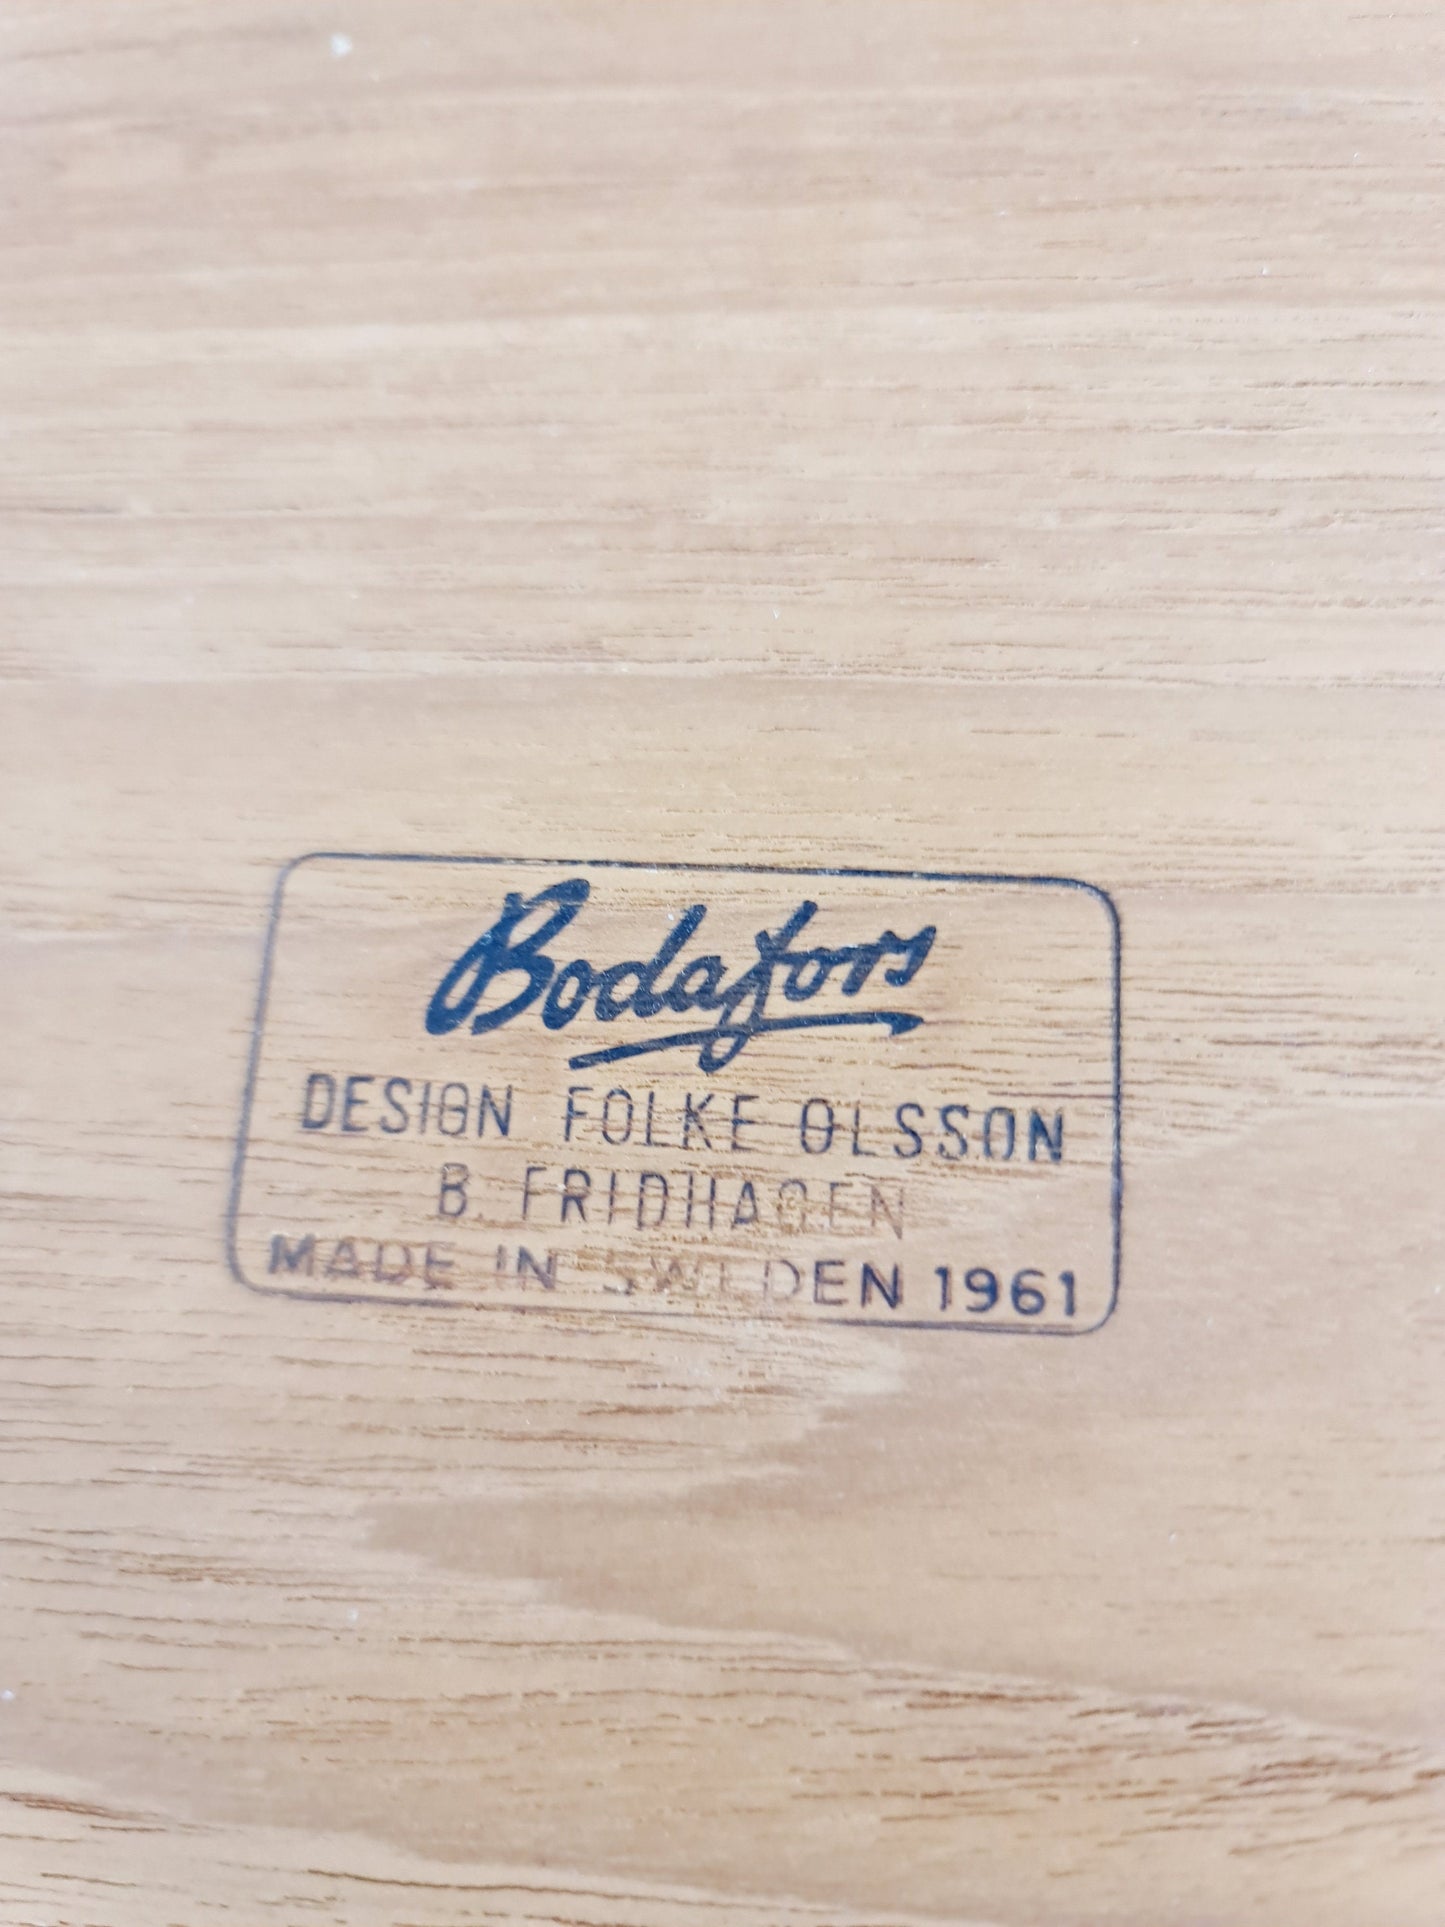 Bodafors
DESIGN FOLKE OLSSON
B. FRIDHAGEN
MADE IN SWEDEN 1961